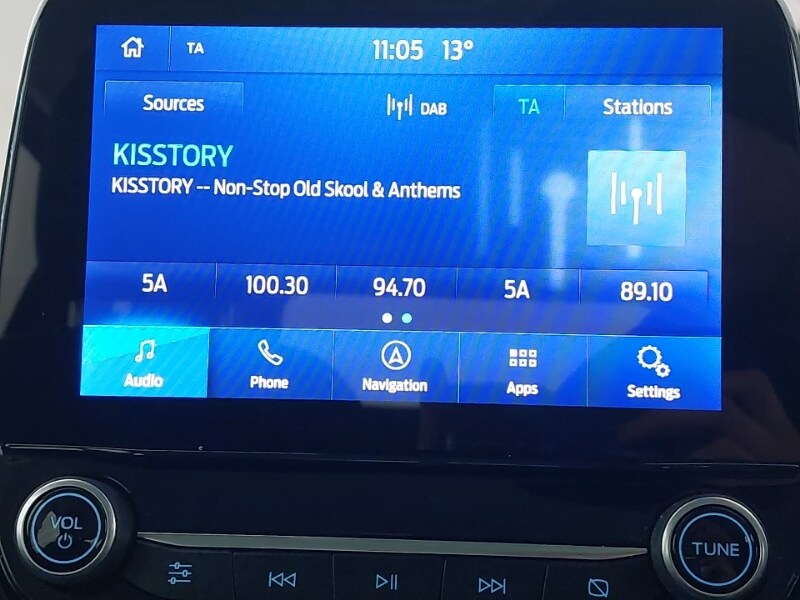 TA 11:05 13°
Sources DAB TA Stations
KISSTORY
KISSTORY -- Non-Stop Old Skool & Anthems
5A 100.30 94.70 5A 89.10
Audio Phone Navigation Apps Settings
VOL TUNE